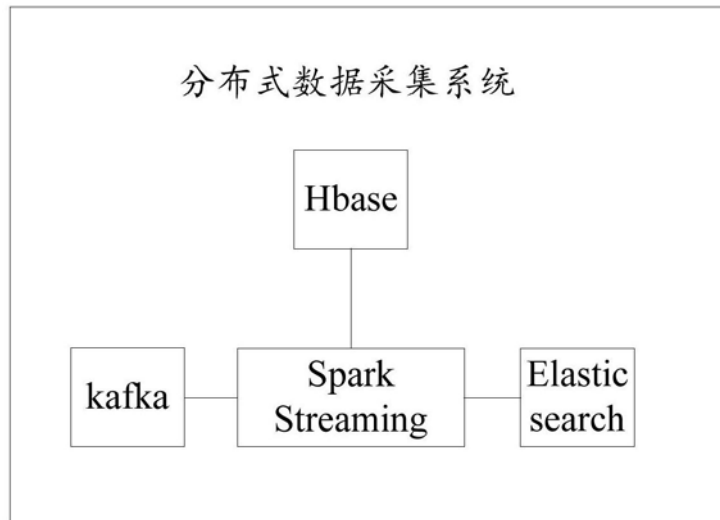 分布式数据采集系统
Hbase
kafka
Spark
Streaming
Elastic
search